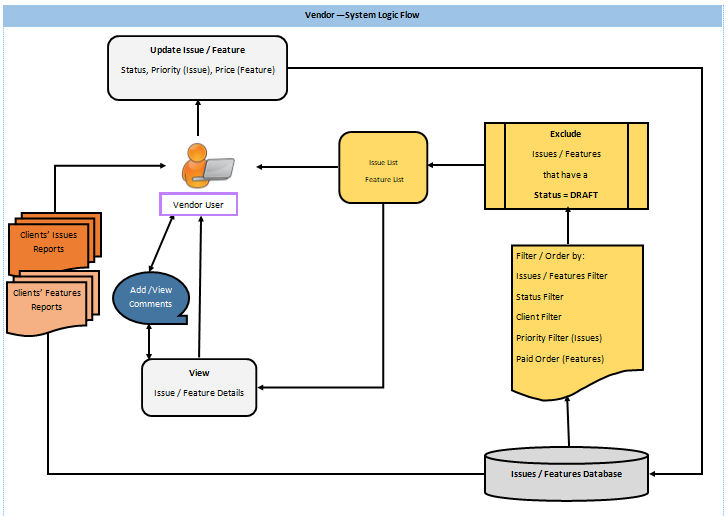 Vendor —System Logic Flow
Update Issue / Feature
Status, Priority (Issue), Price (Feature)
Issue List
Feature List
Exclude
Issues / Features
that have a
Status = DRAFT
Vendor User
Clients' Issues
Reports
Clients' Features
Reports
Add /View
Comments
Filter / Order by:
Issues / Features Filter
Status Filter
Client Filter
Priority Filter (Issues)
Paid Order (Features)
View
Issue / Feature Details
Issues / Features Database